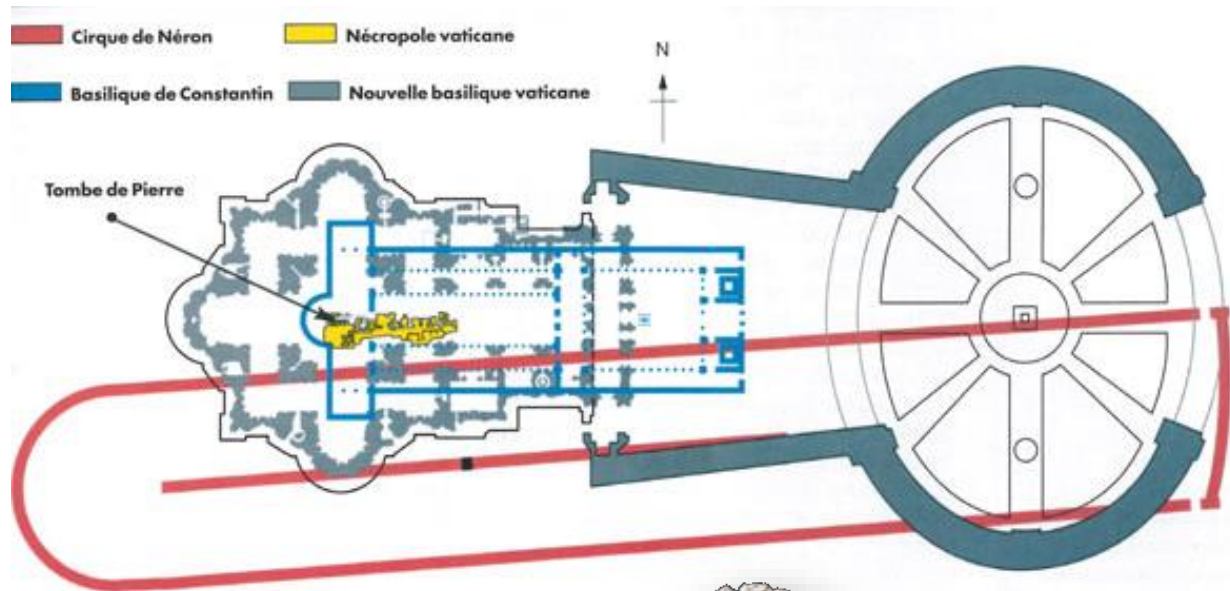 Cirque de Néron
Nécropole vaticane
Basilique de Constantin
Nouvelle basilique vaticane
N
Tombe de Pierre